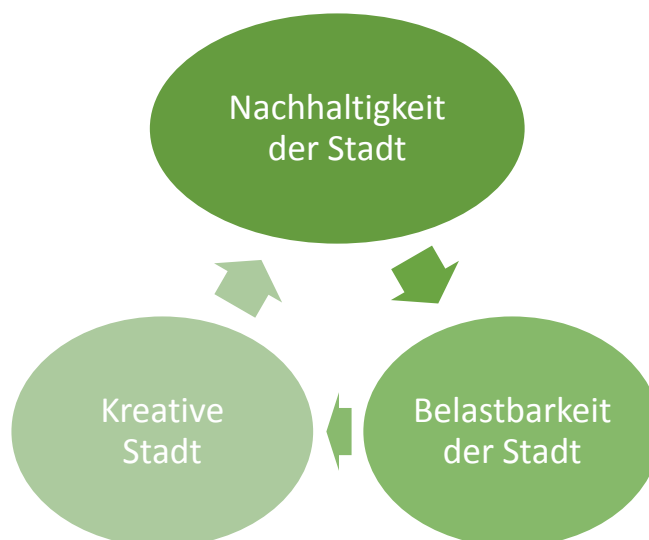 Nachhaltigkeit
der Stadt
Kreative
Stadt
Belastbarkeit
der Stadt